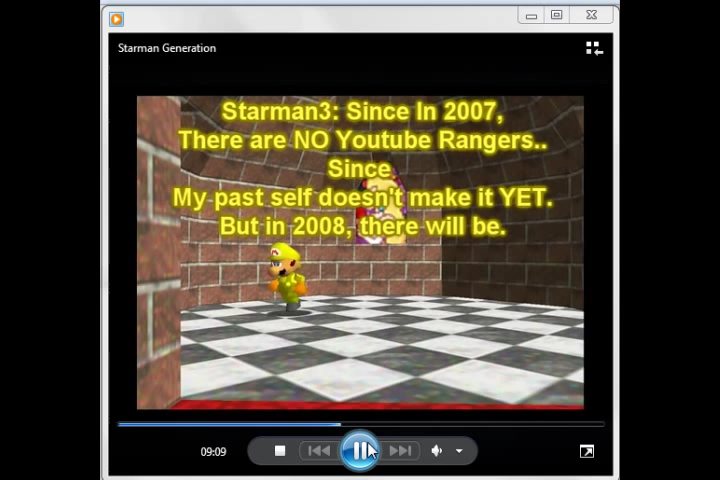 Starman Generation
Starman3: Since In 2007,
There are NO Youtube Rangers..
Since
My past self doesn't make it YET.
But in 2008, there will be.
09:09